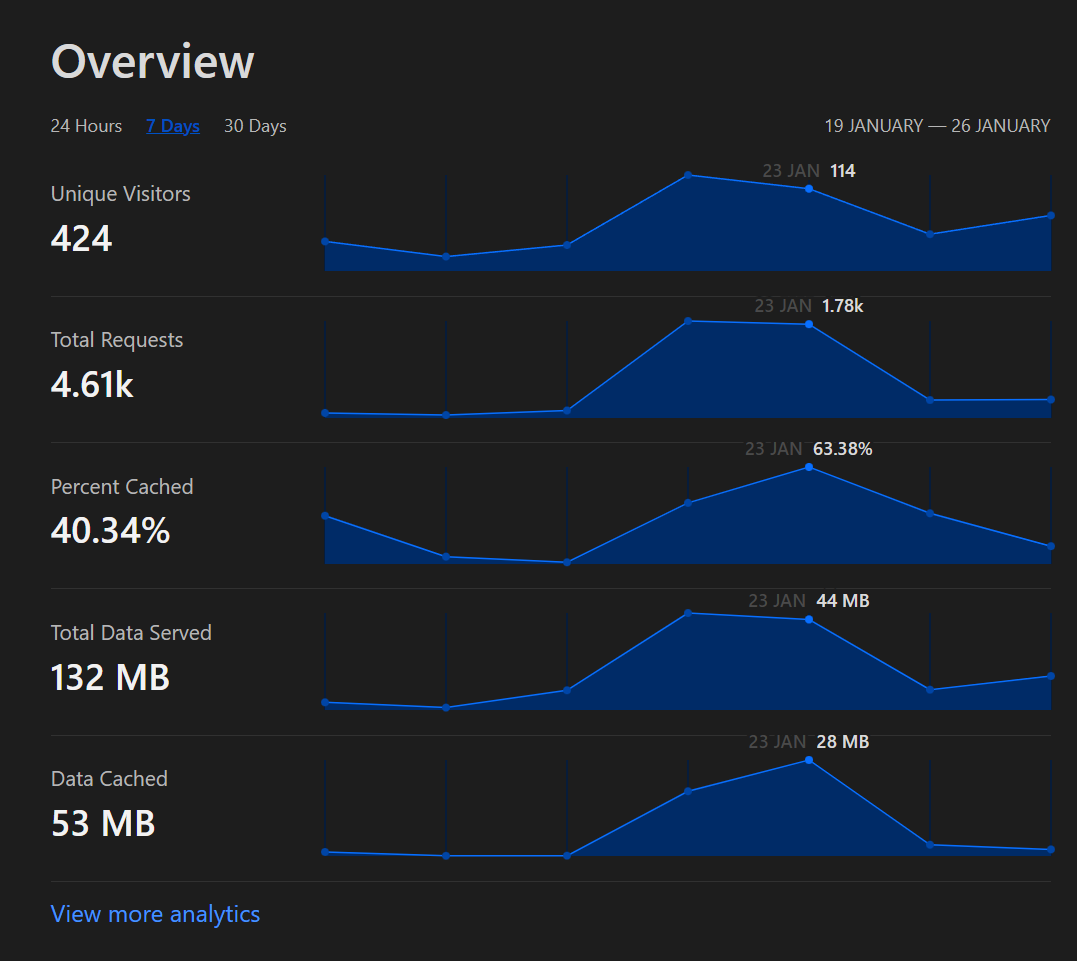 Overview
24 Hours 7 Days 30 Days 19 JANUARY — 26 JANUARY
23 JAN 114
Unique Visitors
424
23 JAN 1.78k
Total Requests
4.61k
23 JAN 63.38%
Percent Cached
40.34%
23 JAN 44 MB
Total Data Served
132 MB
23 JAN 28 MB
Data Cached
53 MB
View more analytics